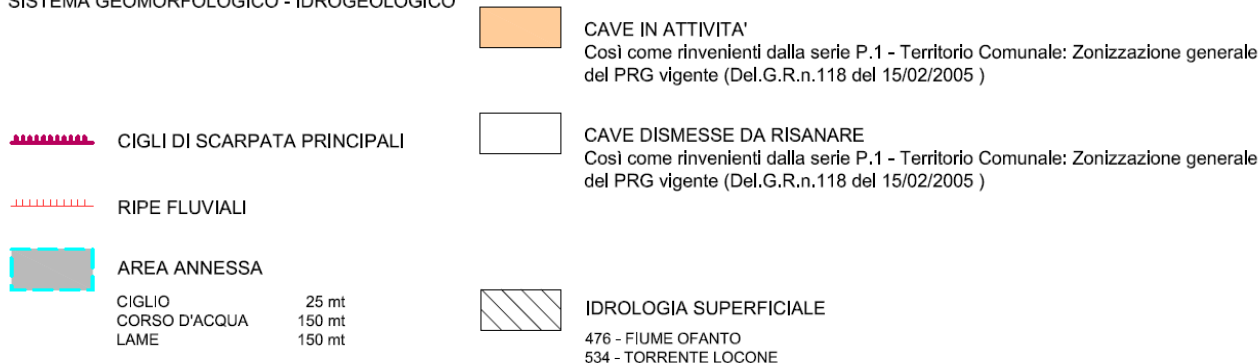 SISTEMA GEOMORFOLOGICO - IDROGEOLOGICO
CIGLI DI SCARPATA PRINCIPALI
RIPE FLUVIALI
AREA ANNESSA
CIGLIO 25 mt
CORSO D'ACQUA 150 mt
LAME 150 mt
CAVE IN ATTIVITA'
Così come rinvenienti dalla serie P.1 - Territorio Comunale: Zonizzazione generale
del PRG vigente (Del.G.R.n.118 del 15/02/2005 )
CAVE DISMESSE DA RISANARE
Così come rinvenienti dalla serie P.1 - Territorio Comunale: Zonizzazione generale
del PRG vigente (Del.G.R.n.118 del 15/02/2005 )
IDROLOGIA SUPERFICIALE
476 - FIUME OFANTO
534 - TORRENTE LOCONE